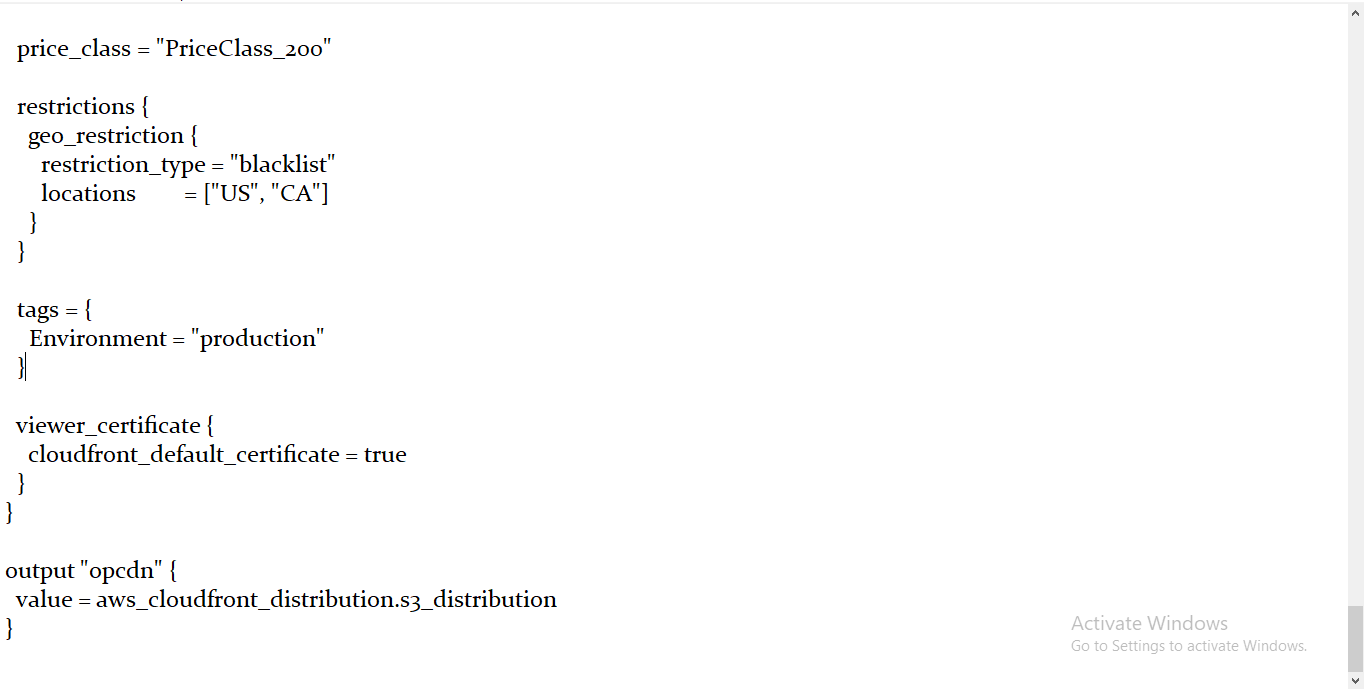 price_class = "PriceClass_200"
restrictions {
geo_restriction {
restriction_type = "blacklist"
locations        = ["US", "CA"]
}
}
tags = {
Environment = "production"
}
viewer_certificate {
cloudfront_default_certificate = true
}
}
output "opcdn" {
value = aws_cloudfront_distribution.s3_distribution
}
Activate Windows
Go to Settings to activate Windows.